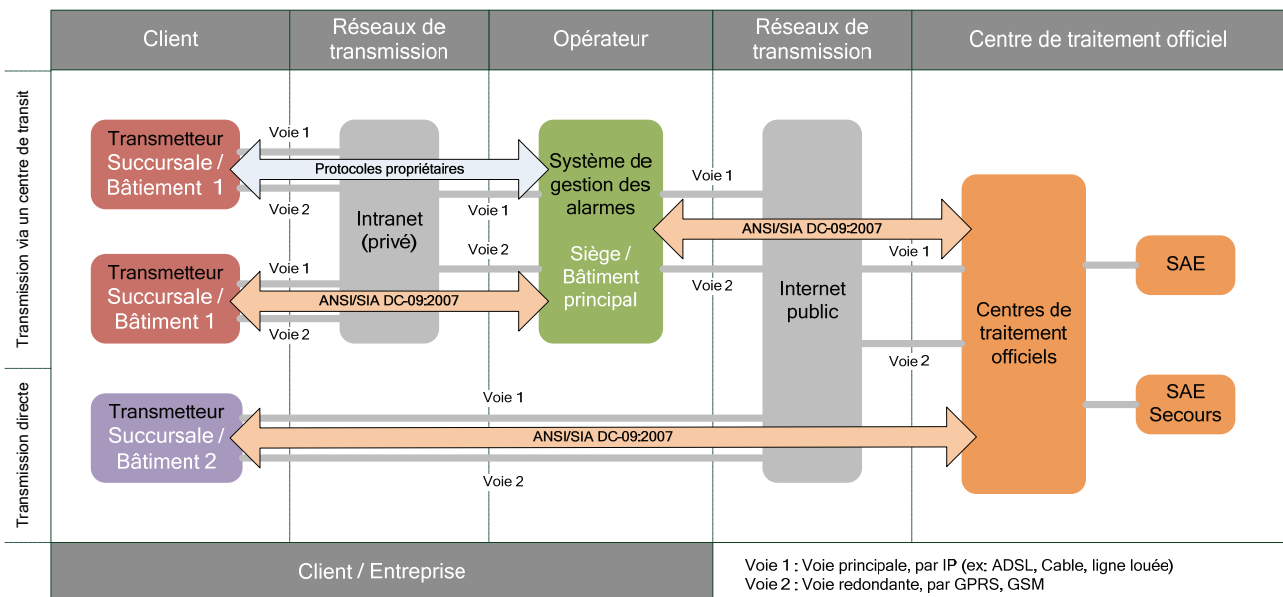 Client
Réseaux de
transmission
Opérateur
Réseaux de
transmission
Centre de traitement officiel
Transmission via un centre de transit
Transmetteur
Succursale /
Bâtiement 1
Voie 1
Protocoles propriétaires
Voie 2
Intranet
(privé)
Voie 1
Voie 2
Système de
gestion des
alarmes
Siège /
Bâtiment
principal
Voie 1
ANSI/SIA DC-09:2007
Voie 2
Internet
public
Voie 1
Voie 2
Centres de
traitement
officiels
SAE
SAE
Secours
Transmetteur
Succursale /
Bâtiment 1
Voie 1
ANSI/SIA DC-09:2007
Voie 2
Transmission directe
Transmetteur
Succursale /
Bâtiment 2
Voie 1
ANSI/SIA DC-09:2007
Voie 2
Client / Entreprise
Voie 1 : Voie principale, par IP (ex: ADSL, Cable, ligne louée)
Voie 2 : Voie redondante, par GPRS, GSM